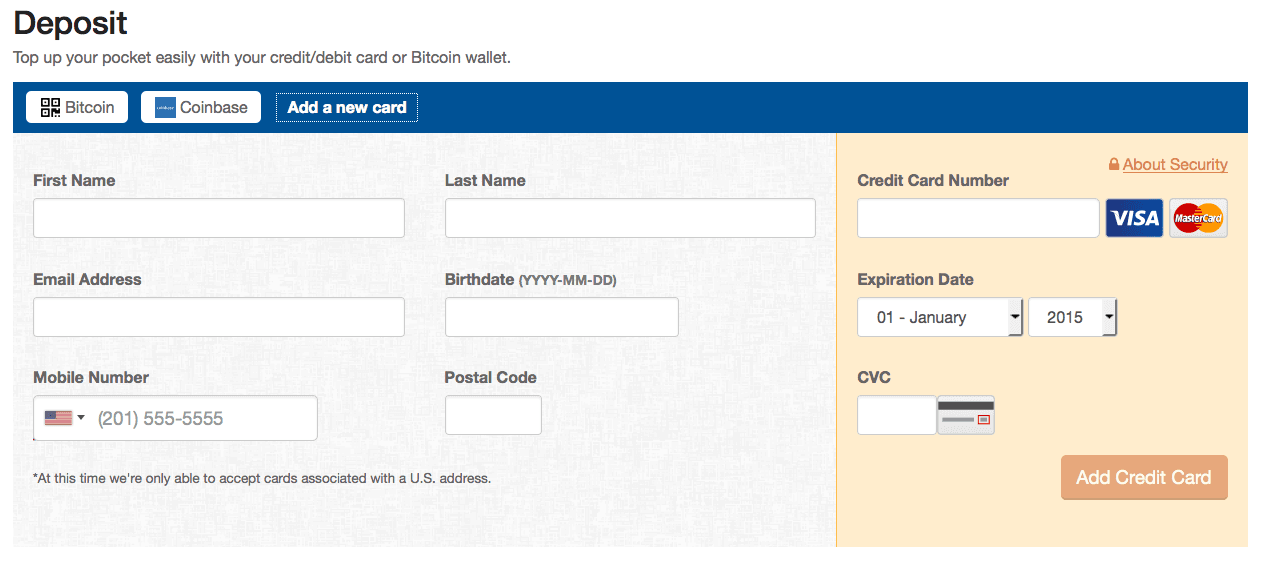 Deposit
Top up your pocket easily with your credit/debit card or Bitcoin wallet.
Bitcoin
coinbase
Coinbase
Add a new card
About Security
First Name
Last Name
Credit Card Number
VISA
MasterCard
Email Address
Birthdate (YYYY-MM-DD)
Expiration Date
01 - January
2015
Mobile Number
Postal Code
CVC
(201) 555-5555
*At this time we're only able to accept cards associated with a U.S. address.
Add Credit Card